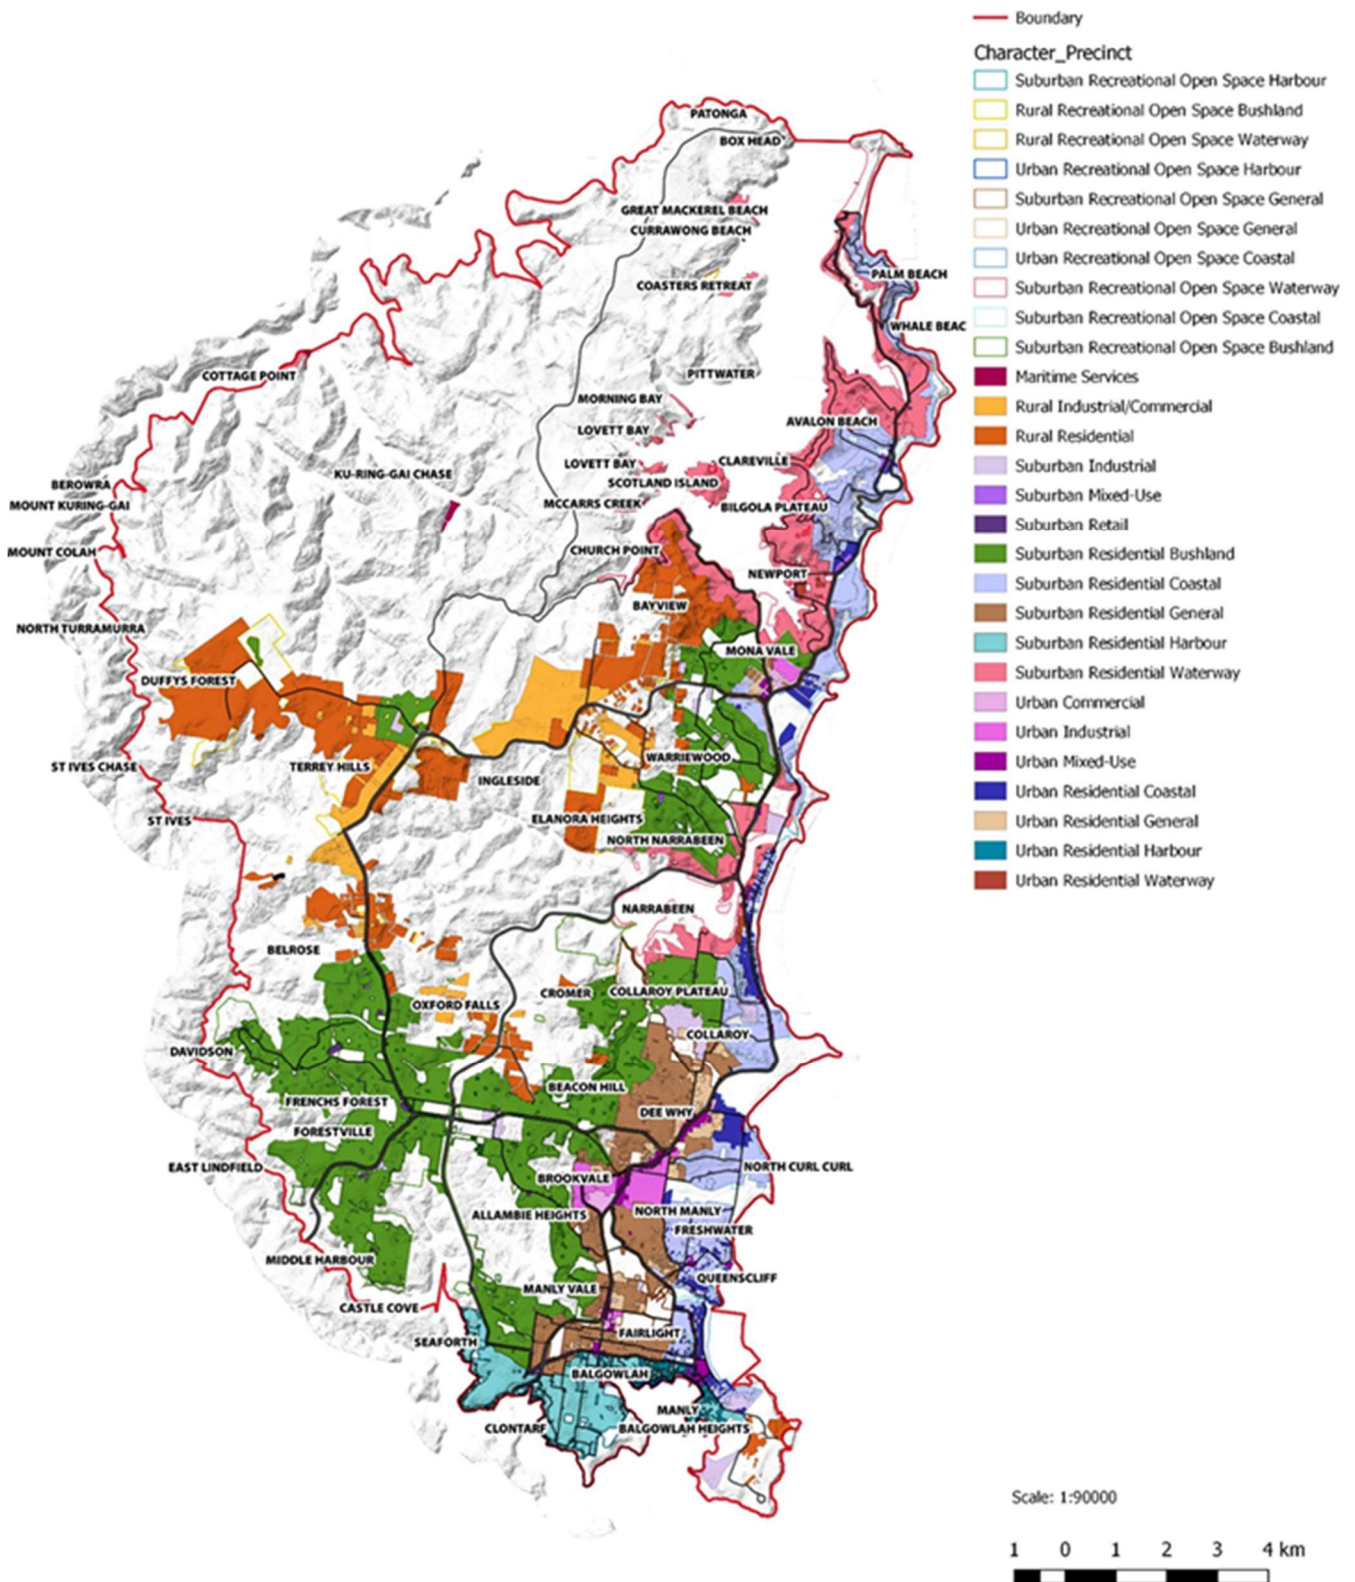 Boundary
Character_Precinct
Suburban Recreational Open Space Harbour
Rural Recreational Open Space Bushland
Rural Recreational Open Space Waterway
Urban Recreational Open Space Harbour
Suburban Recreational Open Space General
Urban Recreational Open Space General
Urban Recreational Open Space Coastal
Suburban Recreational Open Space Waterway
Suburban Recreational Open Space Coastal
Suburban Recreational Open Space Bushland
Maritime Services
Rural Industrial/Commercial
Rural Residential
Suburban Industrial
Suburban Mixed-Use
Suburban Retail
Suburban Residential Bushland
Suburban Residential Coastal
Suburban Residential General
Suburban Residential Harbour
Suburban Residential Waterway
Urban Commercial
Urban Industrial
Urban Mixed-Use
Urban Residential Coastal
Urban Residential General
Urban Residential Harbour
Urban Residential Waterway
PATONGA
BOX HEAD
GREAT MACKEREL BEACH
CURRAWONG BEACH
PALM BEACH
COASTERS RETREAT
WHALE BEAC
COTTAGE POINT
PITTWATER
MORNING BAY
AVALON BEACH
LOVETT BAY
CLAREVILLE
LOVETT BAY
KU-RING-GAI CHASE
SCOTLAND ISLAND
BEROWRA
MOUNT KURING-GAI
MCCARRS CREEK
BILGOLA PLATEAU
MOUNT COLAH
CHURCH POINT
NEWPORT
BAYVIEW
NORTH TURRAMURRA
MONA VALE
DUFFYS FOREST
WARRIEWOOD
ST IVES CHASE
TERREY HILLS
INGLESIDE
ST IVES
ELANORA HEIGHTS
NORTH NARRABEEN
NARRABEEN
BELROSE
CROMER
COLLAROY PLATEAU
OXFORD FALLS
COLLAROY
DAVIDSON
BEACON HILL
FRENCHS FOREST
DEE WHY
FORESTVILLE
EAST LINDFIELD
NORTH CURL CURL
BROOKVALE
ALLAMBIE HEIGHTS
NORTH MANLY
FRESHWATER
MIDDLE HARBOUR
QUEENSCLIFF
MANLY VALE
CASTLE COVE
FAIRLIGHT
SEAFORTH
BALGOWLAH
MANLY
CLONTARF
BALGOWLAH HEIGHTS
Scale: 1:90000
1 0 1 2 3 4 km